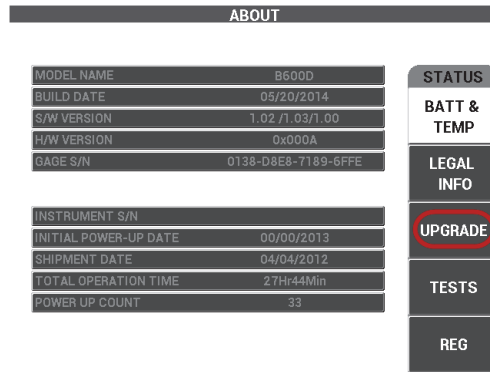 ABOUT
MODEL NAME B600D
BUILD DATE 05/20/2014
S/W VERSION 1.02 /1.03/1.00
H/W VERSION 0x000A
GAGE S/N 0138-D8E8-7189-6FFE
INSTRUMENT S/N
INITIAL POWER-UP DATE 00/00/2013
SHIPMENT DATE 04/04/2012
TOTAL OPERATION TIME 27Hr44Min
POWER UP COUNT 33
STATUS
BATT &
TEMP
LEGAL
INFO
UPGRADE
TESTS
REG